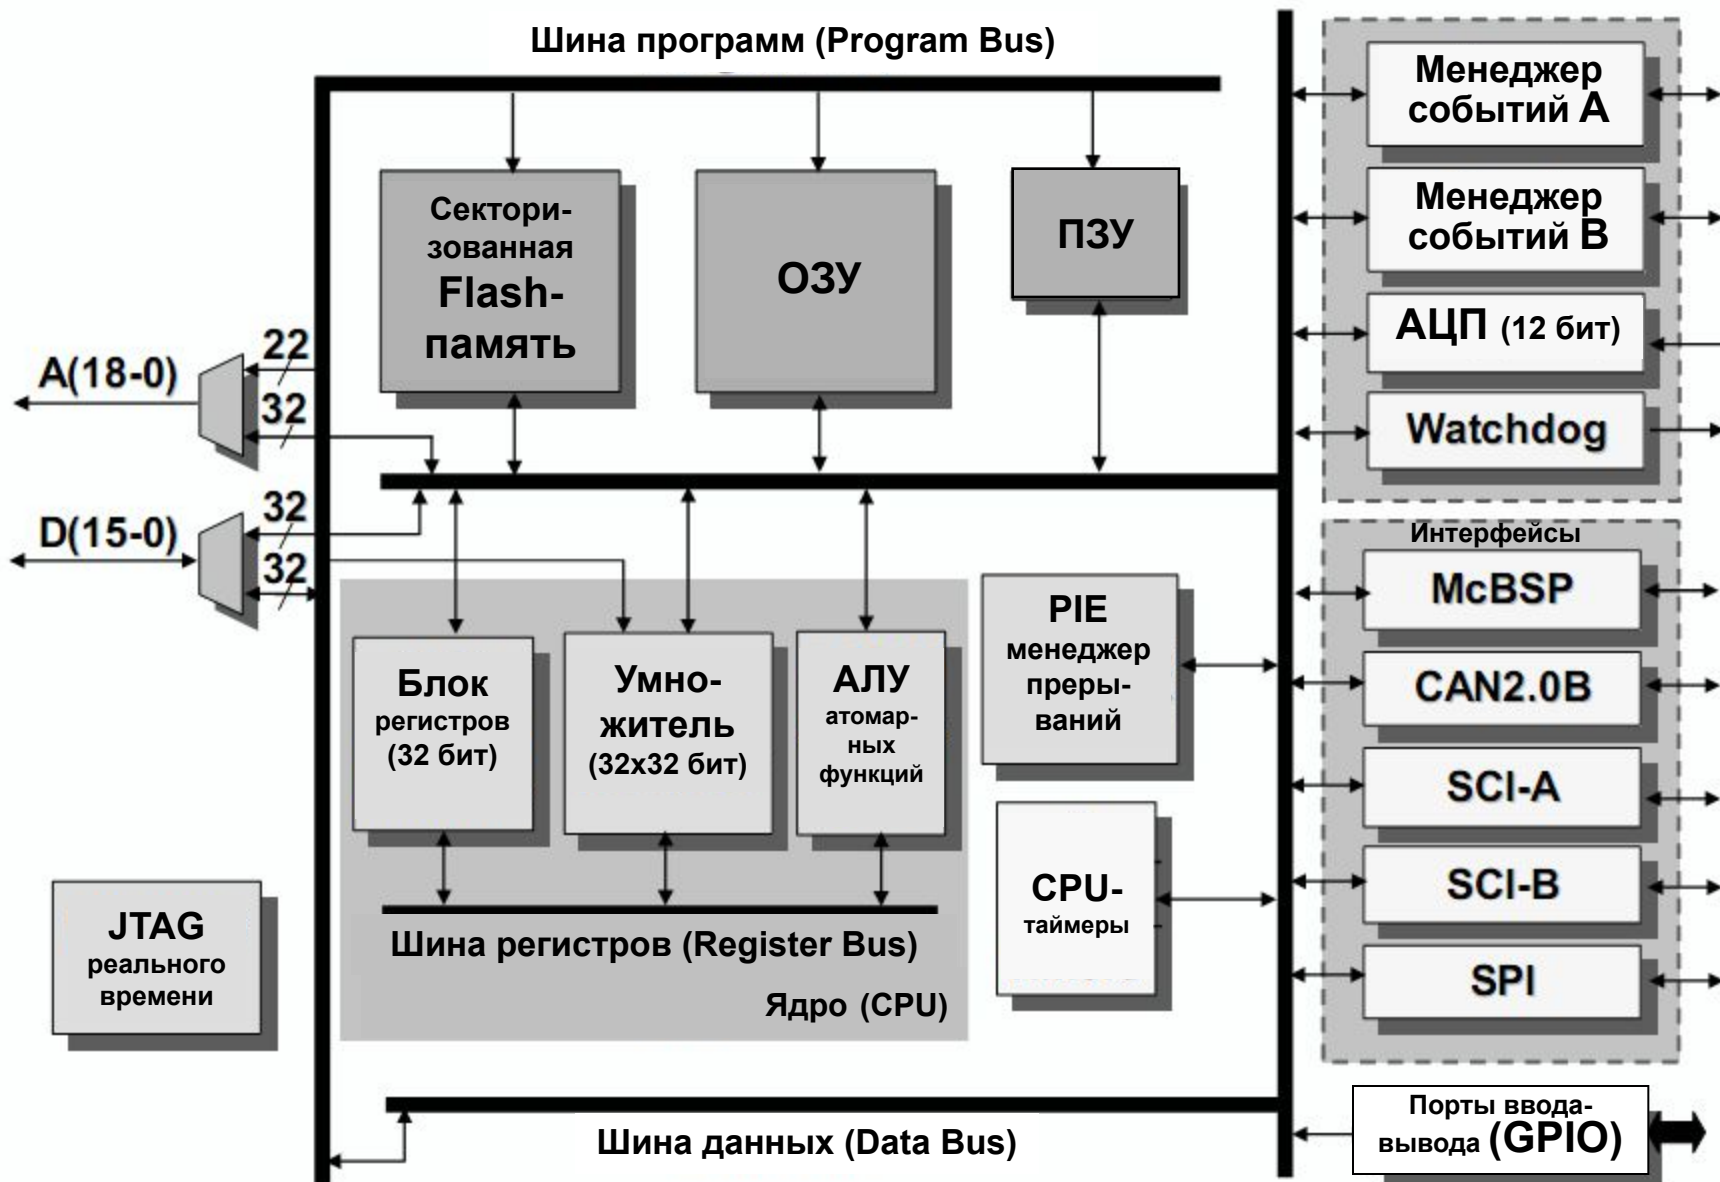 Шина программ (Program Bus)
Сектори-
зованная
Flash-
память
ОЗУ
ПЗУ
22
A(18-0)
32
32
D(15-0)
32
Блок
регистров
(32 бит)
Умно-
житель
(32x32 бит)
АЛУ
атомар-
ных
функций
PIE
менеджер
преры-
ваний
CPU-
таймеры
Шина регистров (Register Bus)
Ядро (CPU)
JTAG
реального
времени
Шина данных (Data Bus)
Менеджер
событий A
Менеджер
событий B
АЦП (12 бит)
Watchdog
Интерфейсы
McBSP
CAN2.0B
SCI-A
SCI-B
SPI
Порты ввода-
вывода (GPIO)